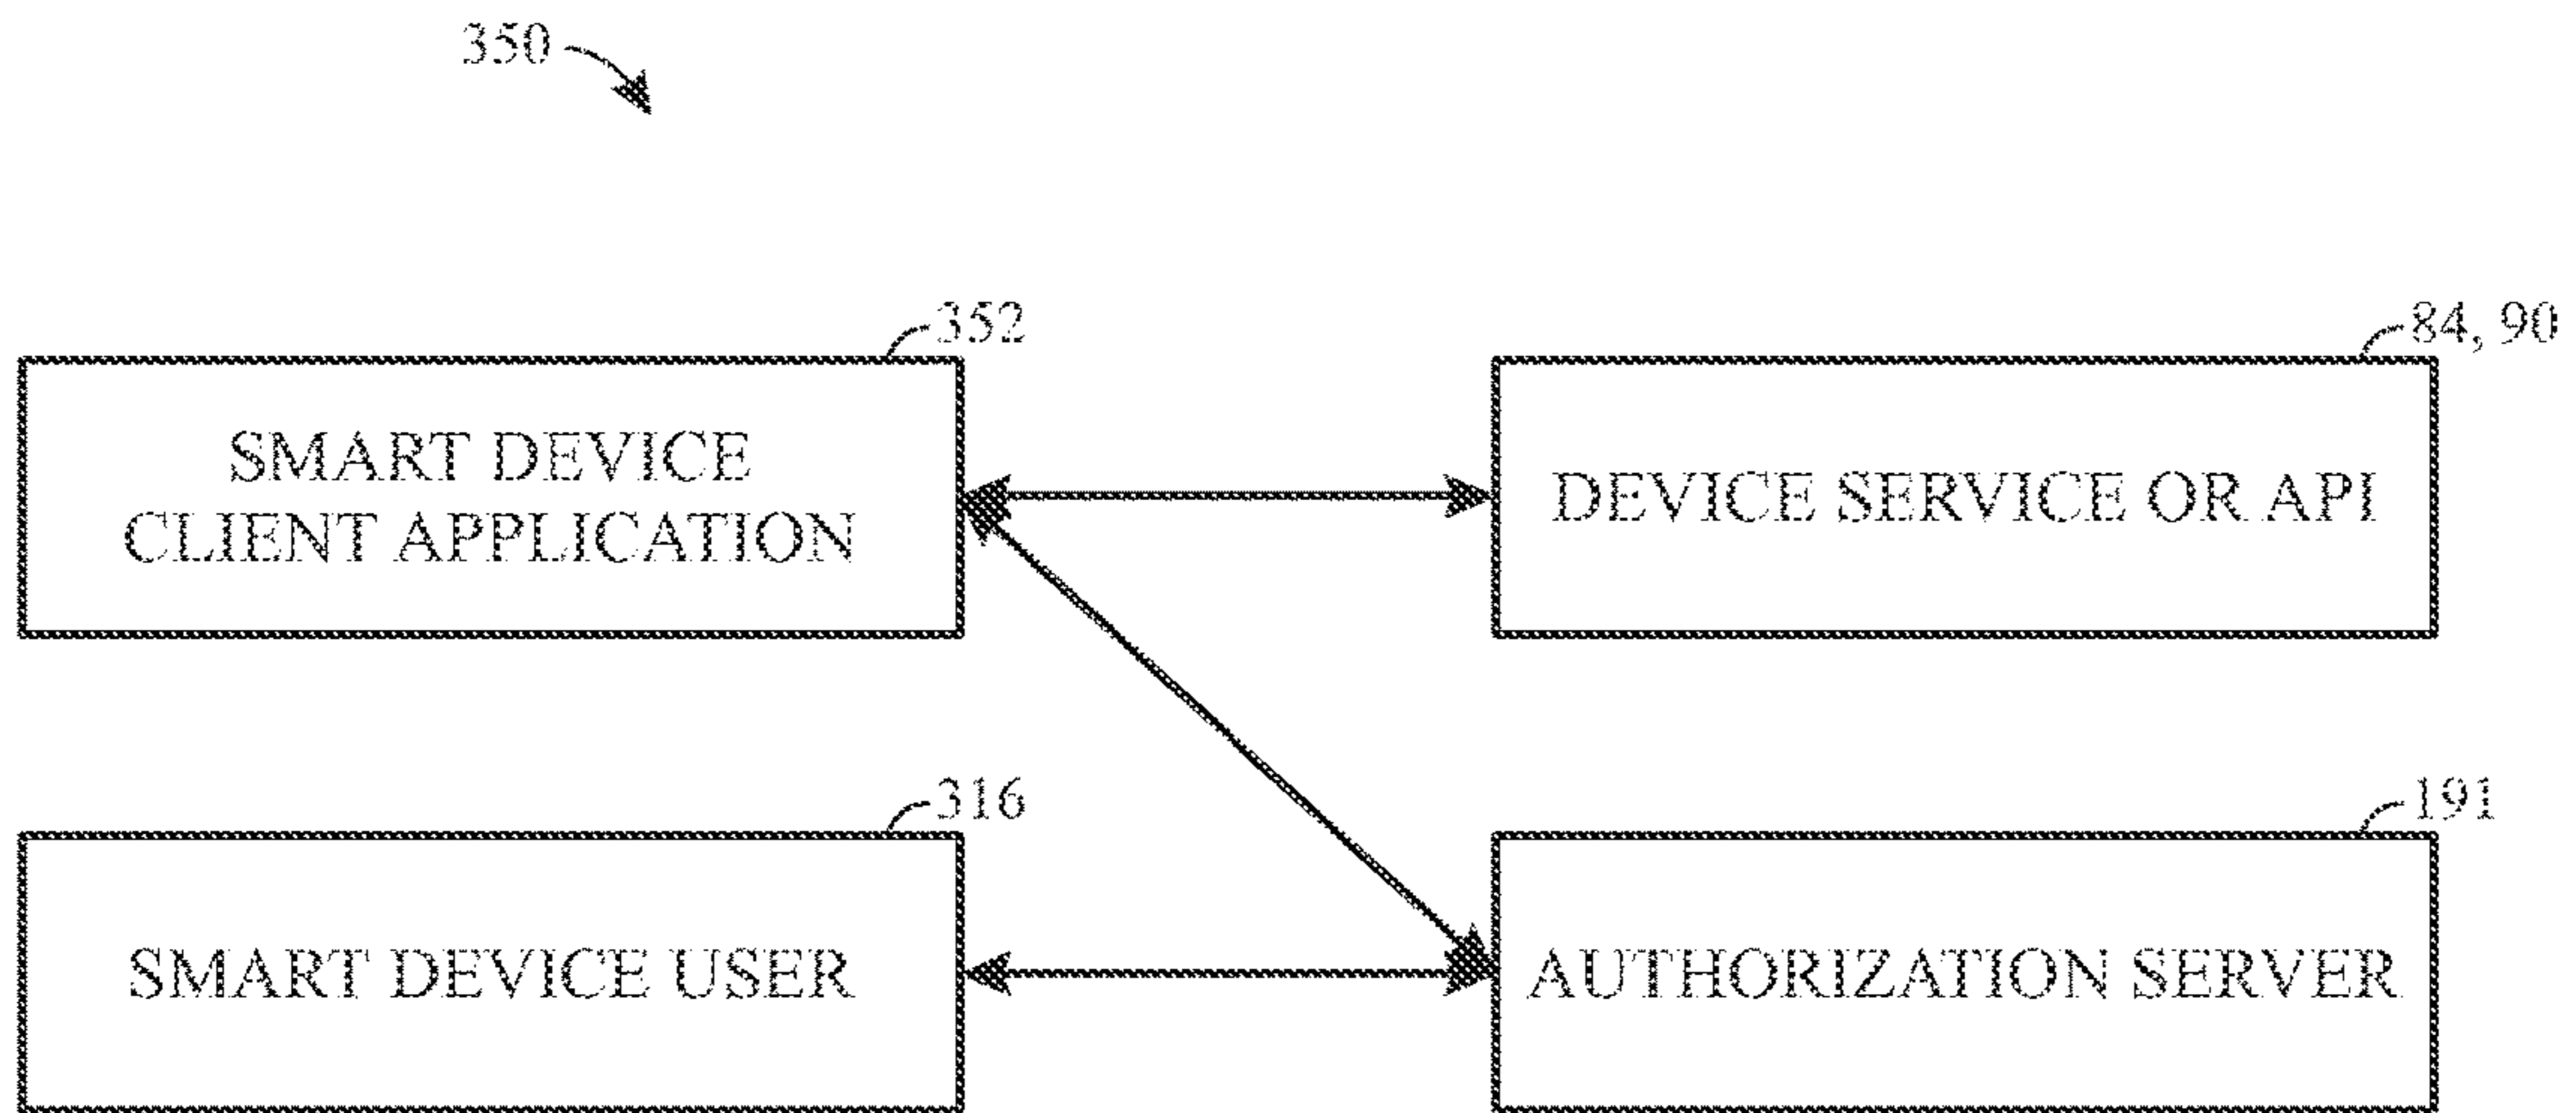 350
352
84, 90
SMART DEVICE
CLIENT APPLICATION
DEVICE SERVICE OR API
316
191
SMART DEVICE USER
AUTHORIZATION SERVER